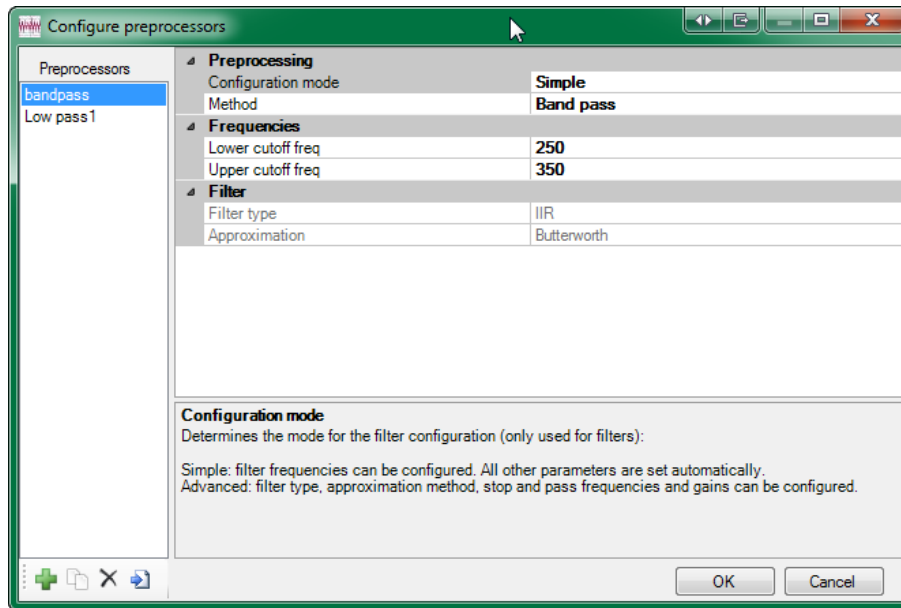 Configure preprocessors
Preprocessors
bandpass
Low pass1
Preprocessing
Configuration mode Simple
Method Band pass
Frequencies
Lower cutoff freq 250
Upper cutoff freq 350
Filter
Filter type IIR
Approximation Butterworth
Configuration mode
Determines the mode for the filter configuration (only used for filters):
Simple: filter frequencies can be configured. All other parameters are set automatically.
Advanced: filter type, approximation method, stop and pass frequencies and gains can be configured.
OK Cancel